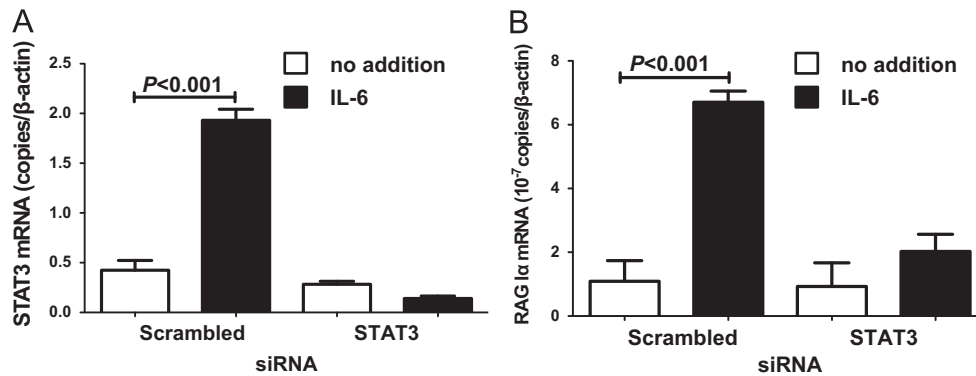 A
STAT3 mRNA (copies/β-actin)
2.5
2.0
1.5
1.0
0.5
0.0
P<0.001
no addition
IL-6
Scrambled
STAT3
siRNA
B
RAG Iα mRNA (10⁻⁷ copies/β-actin)
8
6
4
2
0
P<0.001
no addition
IL-6
Scrambled
STAT3
siRNA